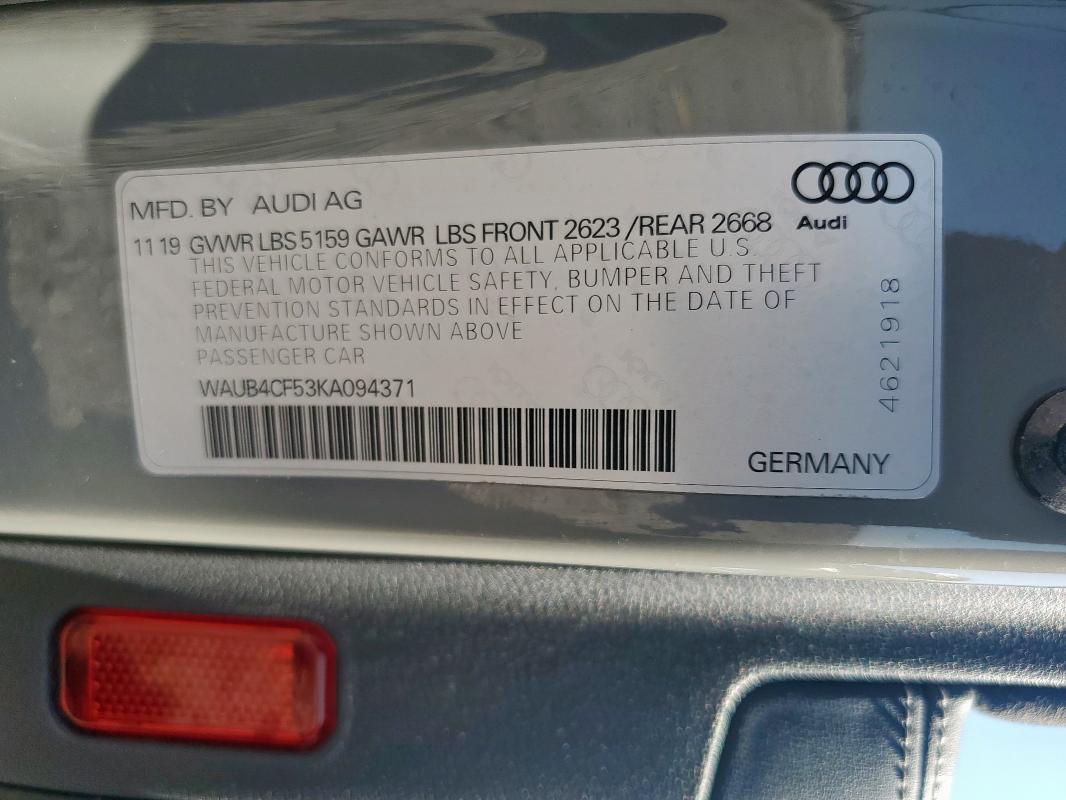 MFD. BY AUDI AG
Audi
11 19 GVWR LBS 5159 GAWR LBS FRONT 2623 /REAR 2668
THIS VEHICLE CONFORMS TO ALL APPLICABLE U.S.
FEDERAL MOTOR VEHICLE SAFETY, BUMPER AND THEFT
PREVENTION STANDARDS IN EFFECT ON THE DATE OF
MANUFACTURE SHOWN ABOVE
PASSENGER CAR
WAUB4CF53KA094371
GERMANY
4621918